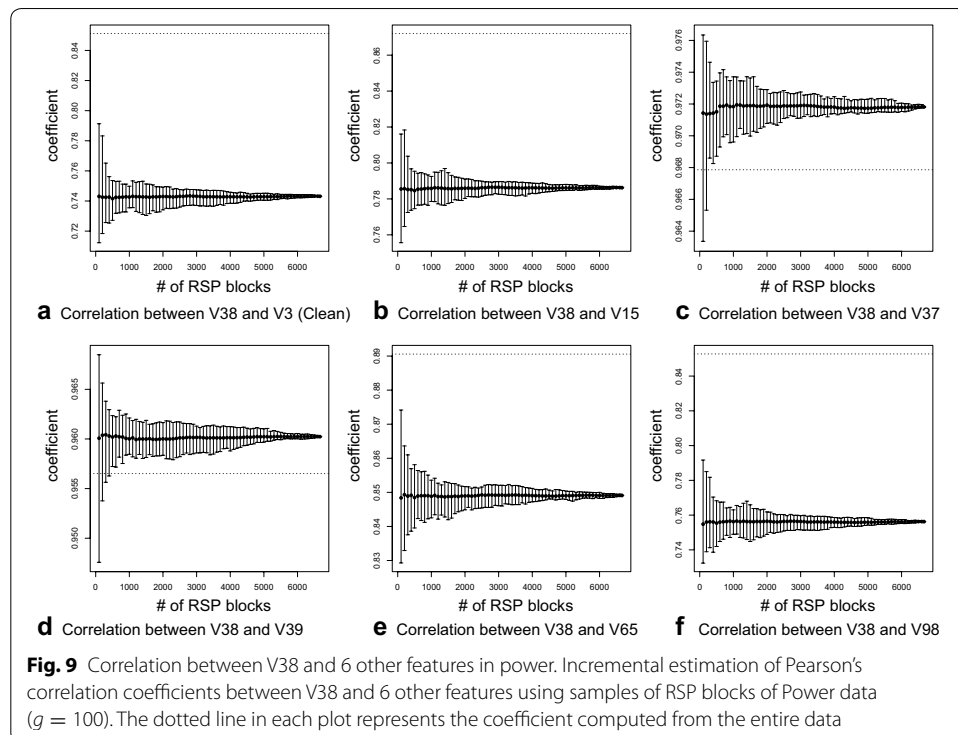 coefficient
0.72 0.74 0.76 0.78 0.80 0.82 0.84
0 1000 2000 3000 4000 5000 6000
# of RSP blocks
a Correlation between V38 and V3 (Clean)
coefficient
0.76 0.78 0.80 0.82 0.84 0.86
0 1000 2000 3000 4000 5000 6000
# of RSP blocks
b Correlation between V38 and V15
coefficient
0.964 0.966 0.968 0.970 0.972 0.974 0.976
0 1000 2000 3000 4000 5000 6000
# of RSP blocks
c Correlation between V38 and V37
coefficient
0.950 0.955 0.960 0.965
0 1000 2000 3000 4000 5000 6000
# of RSP blocks
d Correlation between V38 and V39
coefficient
0.83 0.84 0.85 0.86 0.87 0.88 0.89
0 1000 2000 3000 4000 5000 6000
# of RSP blocks
e Correlation between V38 and V65
coefficient
0.74 0.76 0.78 0.80 0.82 0.84
0 1000 2000 3000 4000 5000 6000
# of RSP blocks
f Correlation between V38 and V98
Fig. 9 Correlation between V38 and 6 other features in power. Incremental estimation of Pearson's
correlation coefficients between V38 and 6 other features using samples of RSP blocks of Power data
(g = 100). The dotted line in each plot represents the coefficient computed from the entire data